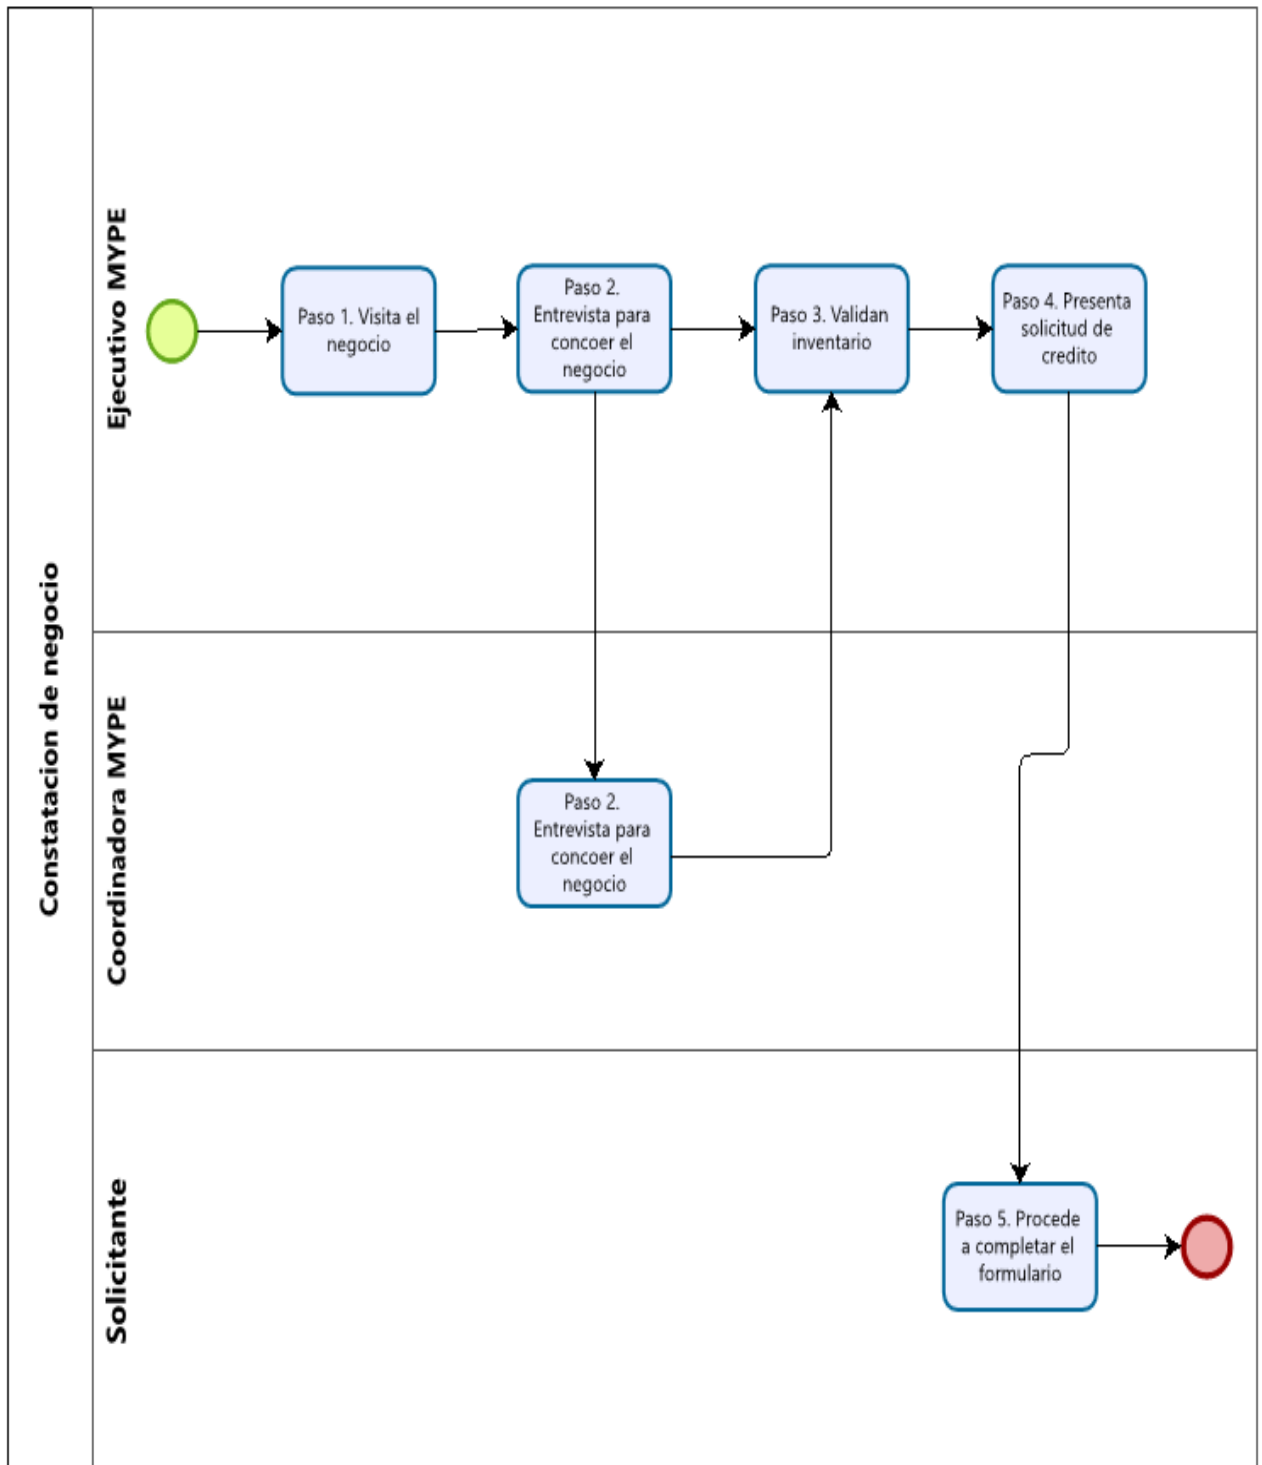 Constatacion de negocio
Ejecutivo MYPE
Paso 1. Visita el
negocio
Paso 2.
Entrevista para
concoer el
negocio
Paso 3. Validan
inventario
Paso 4. Presenta
solicitud de
credito
Coordinadora MYPE
Paso 2.
Entrevista para
concoer el
negocio
Solicitante
Paso 5. Procede
a completar el
formulario